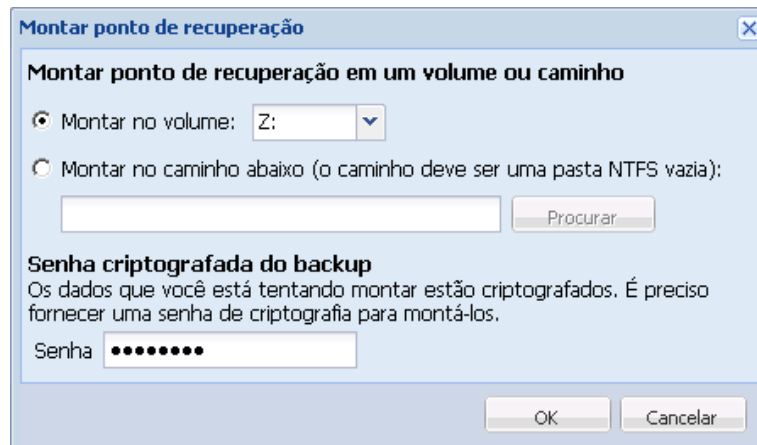 Montar ponto de recuperação
Montar ponto de recuperação em um volume ou caminho
Montar no volume: Z:
Montar no caminho abaixo (o caminho deve ser uma pasta NTFS vazia):
Procurar
Senha criptografada do backup
Os dados que você está tentando montar estão criptografados. É preciso
fornecer uma senha de criptografia para montá-los.
Senha ●●●●●●●●
OK Cancelar